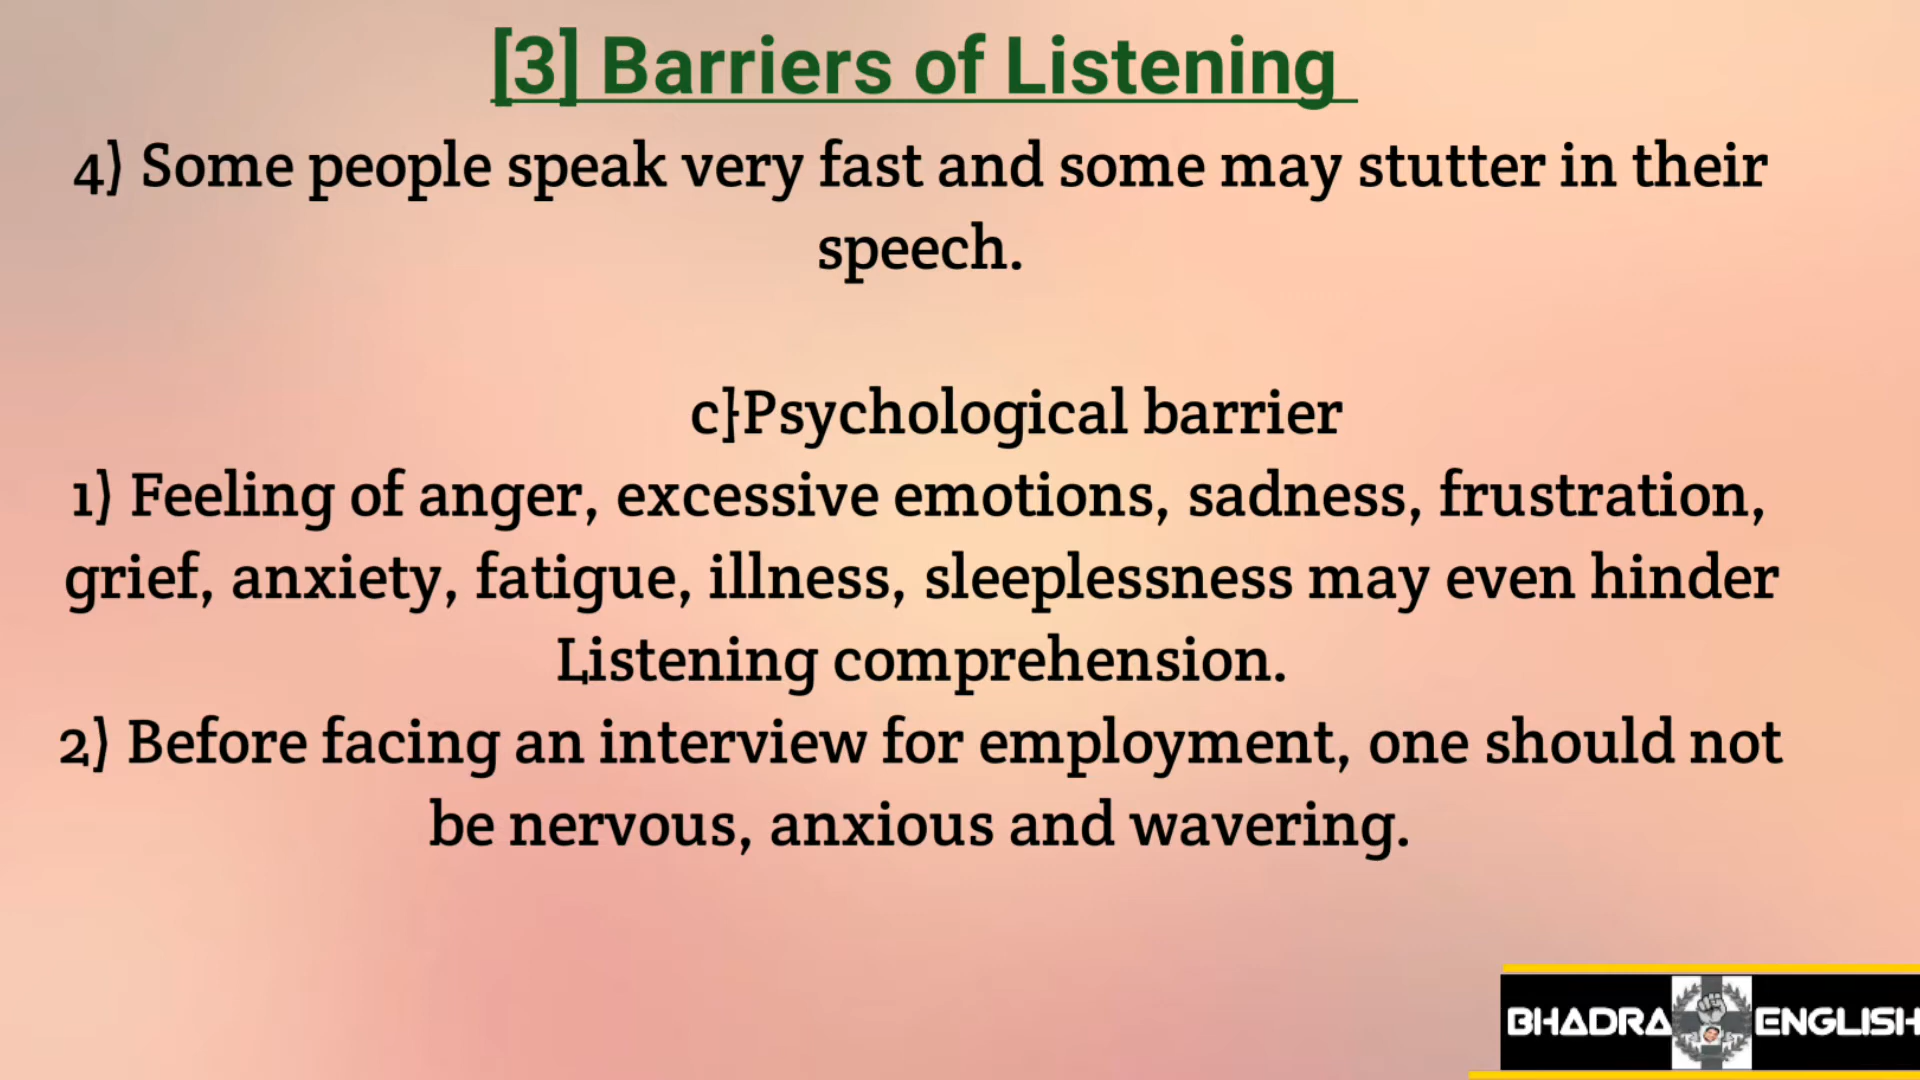 [3] Barriers of Listening
4) Some people speak very fast and some may stutter in their
speech.
c}Psychological barrier
1) Feeling of anger, excessive emotions, sadness, frustration,
grief, anxiety, fatigue, illness, sleeplessness may even hinder
Listening comprehension.
2) Before facing an interview for employment, one should not
be nervous, anxious and wavering.
BHADRA ENGLISH